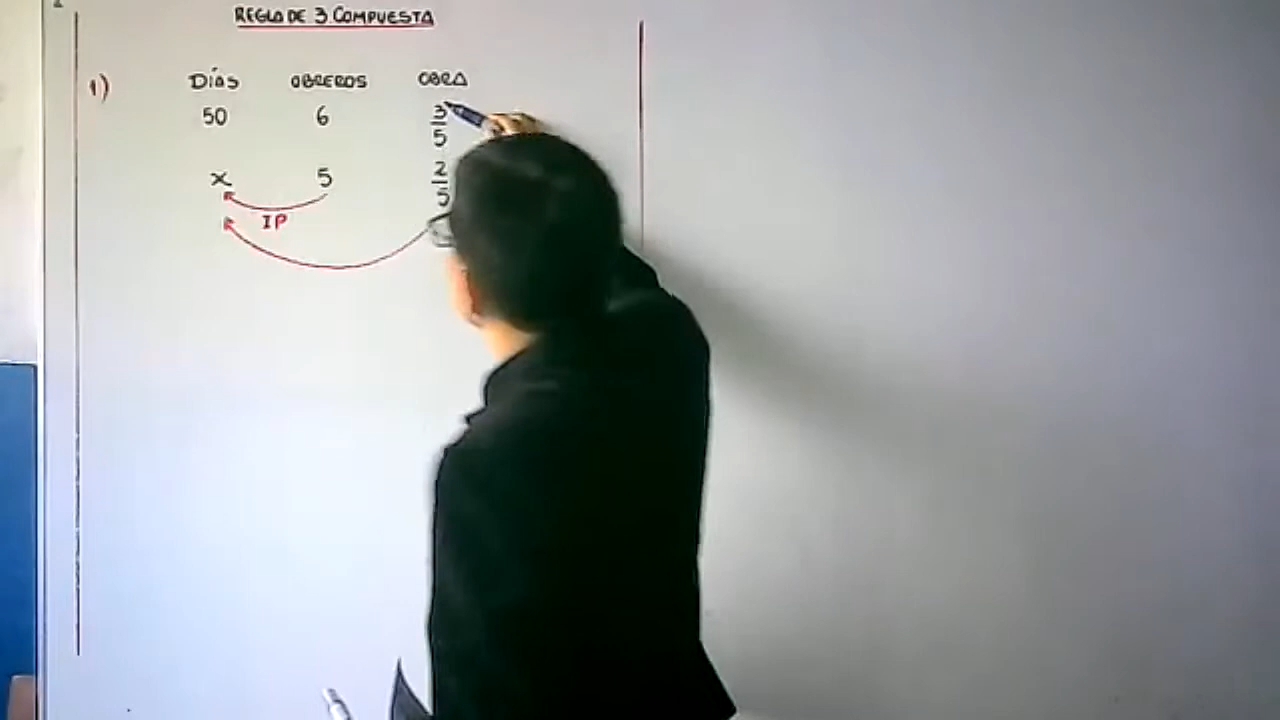 REGLA DE 3 COMPUESTA
1) DÍAS OBREROS OBRA
50 6 3/5
x 5 2/5
IP